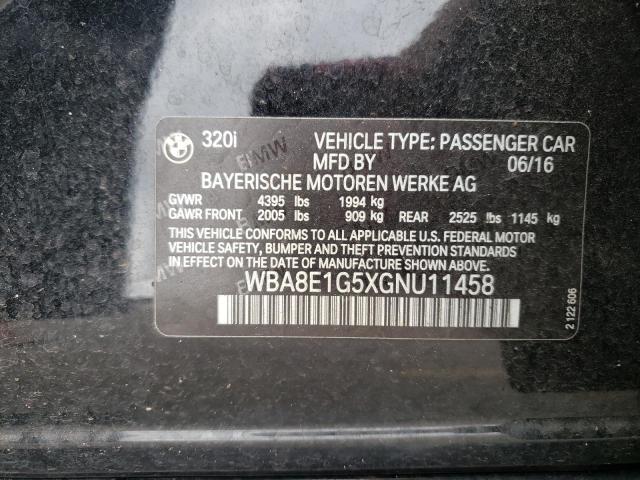 BMW 320i VEHICLE TYPE: PASSENGER CAR
MFD BY 06/16
BAYERISCHE MOTOREN WERKE AG
GVWR 4395 lbs 1994 kg
GAWR FRONT 2005 lbs 909 kg REAR 2525 lbs 1145 kg
THIS VEHICLE CONFORMS TO ALL APPLICABLE U.S. FEDERAL MOTOR
VEHICLE SAFETY, BUMPER AND THEFT PREVENTION STANDARDS
IN EFFECT ON THE DATE OF MANUFACTURE SHOWN ABOVE.
WBA8E1G5XGNU11458
2 122 606